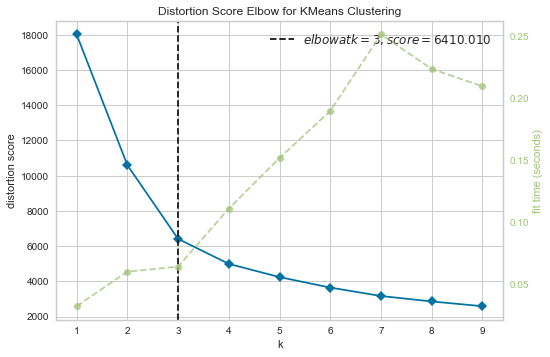 Distortion Score Elbow for KMeans Clustering
elbowatk = 3, score = 6410.010
18000
16000
14000
12000
10000
8000
6000
4000
2000
distortion score
0.25
0.20
0.15
0.10
0.05
fit time (seconds)
1 2 3 4 5 6 7 8 9
k